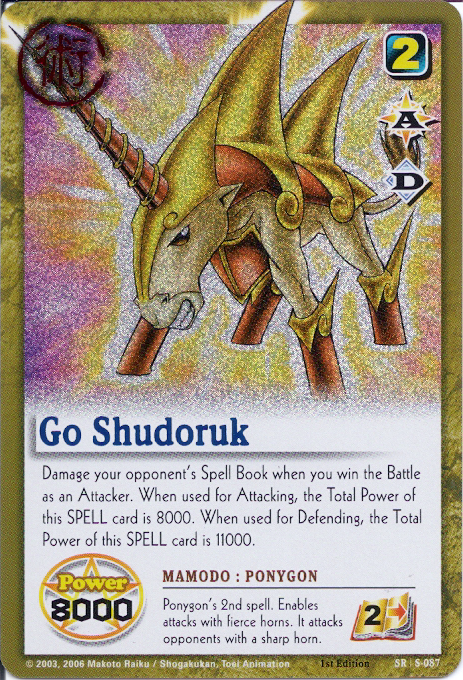 術
2
A
D
Go Shudoruk
Damage your opponent's Spell Book when you win the Battle
as an Attacker. When used for Attacking, the Total Power of
this SPELL card is 8000. When used for Defending, the Total
Power of this SPELL card is 11000.
Power
8000
MAMODO : PONYGON
Ponygon's 2nd spell. Enables
attacks with fierce horns. It attacks
opponents with a sharp horn.
2
© 2003, 2006 Makoto Raiku / Shogakukan, Toei Animation
1st Edition
SR S-087